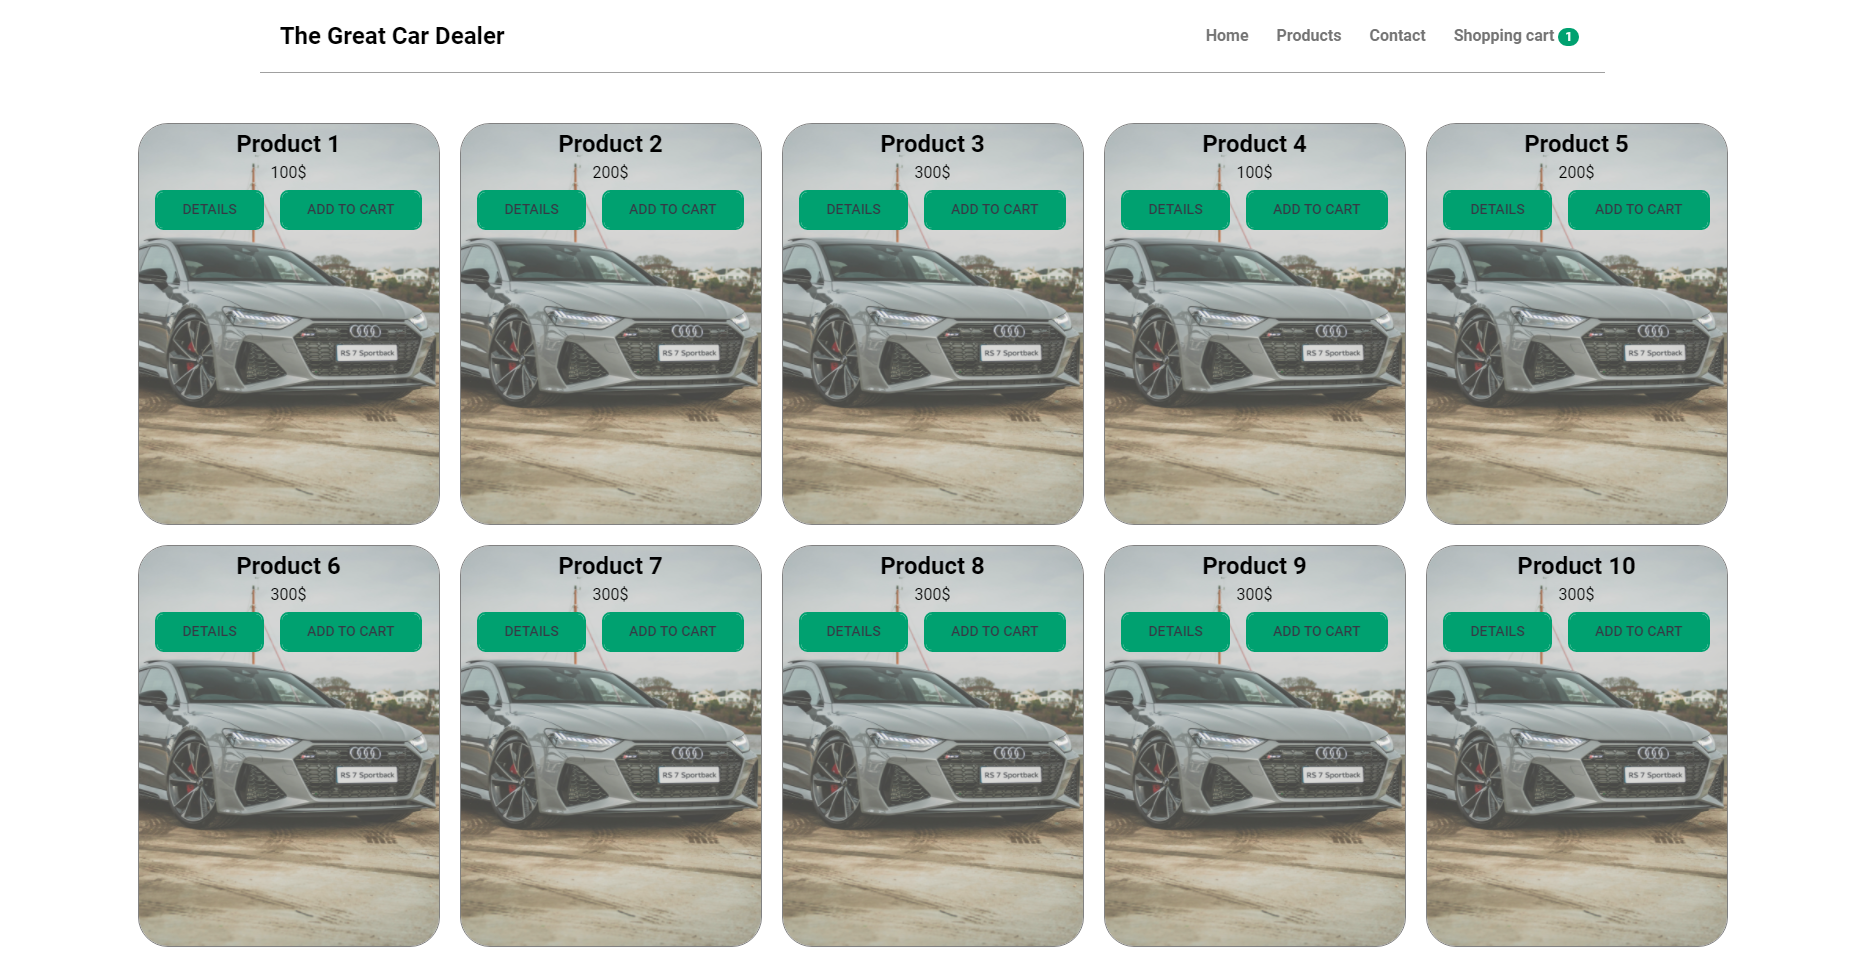 The Great Car Dealer
Home Products Contact Shopping cart 1
Product 1
100$
DETAILS ADD TO CART
RS 7 Sportback
Product 2
200$
DETAILS ADD TO CART
RS 7 Sportback
Product 3
300$
DETAILS ADD TO CART
RS 7 Sportback
Product 4
100$
DETAILS ADD TO CART
RS 7 Sportback
Product 5
200$
DETAILS ADD TO CART
RS 7 Sportback
Product 6
300$
DETAILS ADD TO CART
RS 7 Sportback
Product 7
300$
DETAILS ADD TO CART
RS 7 Sportback
Product 8
300$
DETAILS ADD TO CART
RS 7 Sportback
Product 9
300$
DETAILS ADD TO CART
RS 7 Sportback
Product 10
300$
DETAILS ADD TO CART
RS 7 Sportback